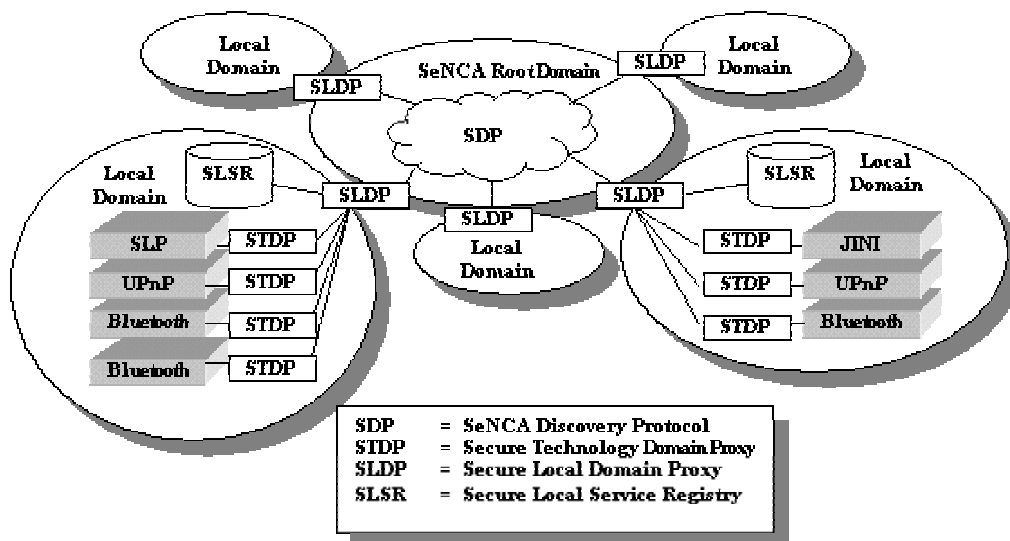 Local
Domain
SLDP
SeNCA Root Domain
SLDP
Local
Domain
SDP
Local
Domain
SLSR
SLDP
SLDP
Local
Domain
SLDP
SLSR
Local
Domain
SLP
STDP
UPnP
STDP
Bluetooth
STDP
Bluetooth
STDP
STDP
JINI
STDP
UPnP
STDP
Bluetooth
SDP = SeNCA Discovery Protocol
STDP = Secure Technology Domain Proxy
SLDP = Secure Local Domain Proxy
SLSR = Secure Local Service Registry